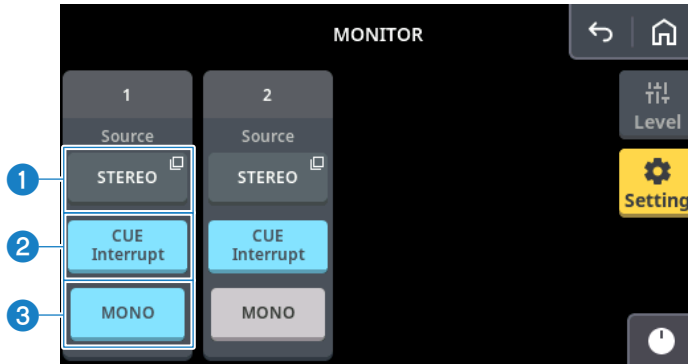 MONITOR
1
2
Level
Source
Source
1
STEREO
STEREO
Setting
2
CUE
Interrupt
CUE
Interrupt
3
MONO
MONO